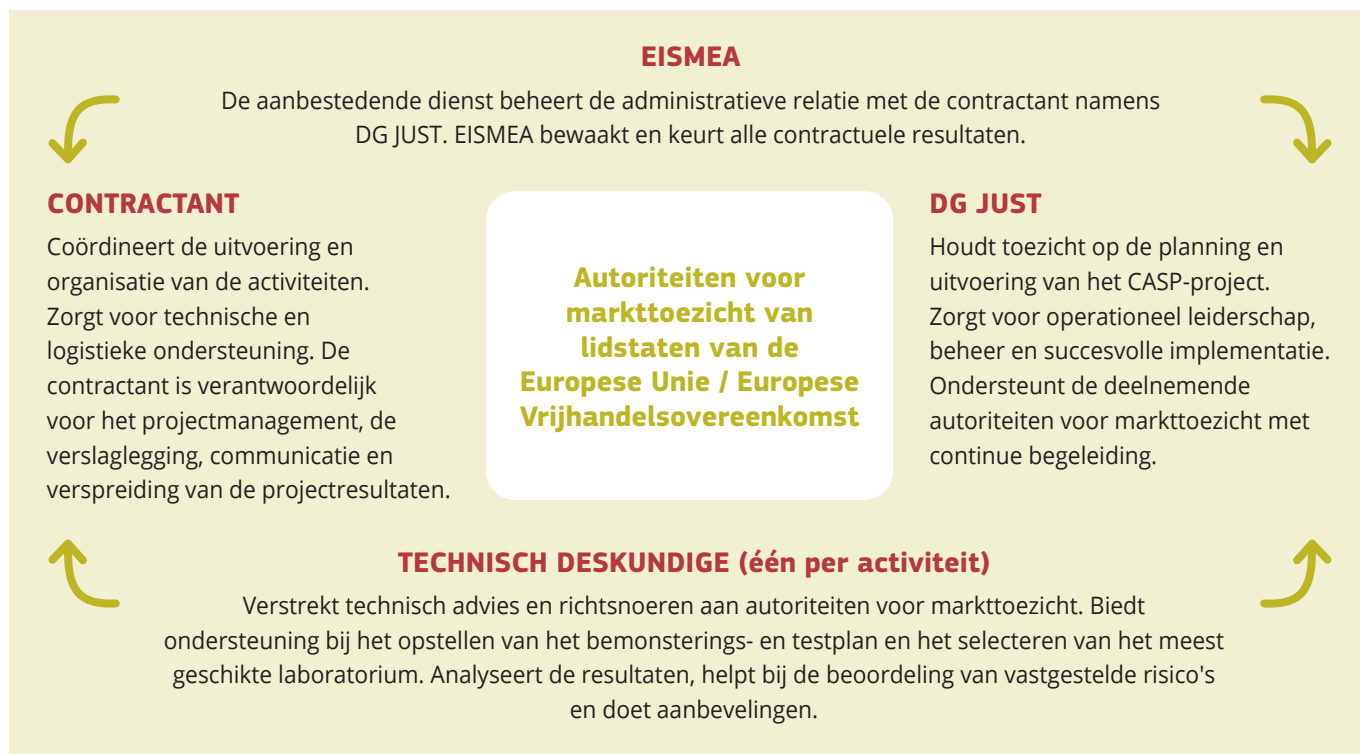 EISMEA
De aanbestedende dienst beheert de administratieve relatie met de contractant namens
DG JUST. EISMEA bewaakt en keurt alle contractuele resultaten.
CONTRACTANT
Coördineert de uitvoering en
organisatie van de activiteiten.
Zorgt voor technische en
logistieke ondersteuning. De
contractant is verantwoordelijk
voor het projectmanagement, de
verslaglegging, communicatie en
verspreiding van de projectresultaten.
Autoriteiten voor
markttoezicht van
lidstaten van de
Europese Unie / Europese
Vrijhandelsovereenkomst
DG JUST
Houdt toezicht op de planning en
uitvoering van het CASP-project.
Zorgt voor operationeel leiderschap,
beheer en succesvolle implementatie.
Ondersteunt de deelnemende
autoriteiten voor markttoezicht met
continue begeleiding.
TECHNISCH DESKUNDIGE (één per activiteit)
Verstrekt technisch advies en richtsnoeren aan autoriteiten voor markttoezicht. Biedt
ondersteuning bij het opstellen van het bemonsterings- en testplan en het selecteren van het meest
geschikte laboratorium. Analyseert de resultaten, helpt bij de beoordeling van vastgestelde risico's
en doet aanbevelingen.